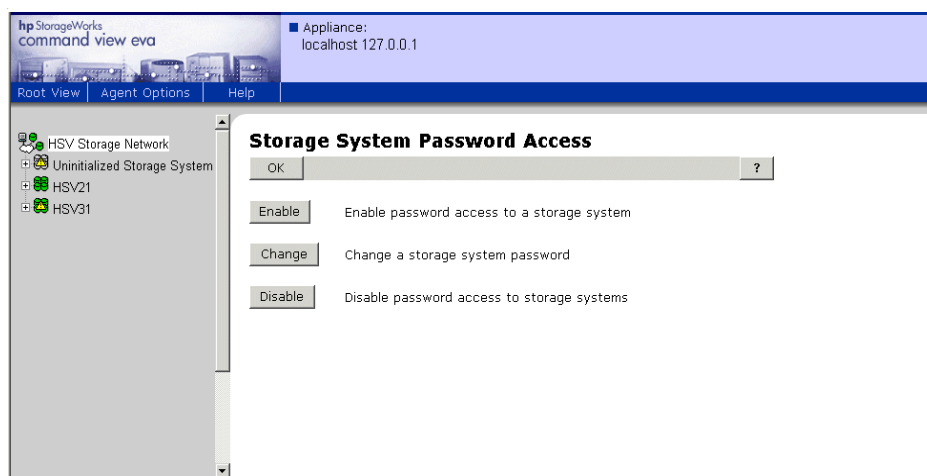 hp StorageWorks
command view eva
Appliance:
localhost 127.0.0.1
Root View Agent Options Help
HSV Storage Network
Uninitialized Storage System
HSV21
HSV31
Storage System Password Access
OK ?
Enable Enable password access to a storage system
Change Change a storage system password
Disable Disable password access to storage systems